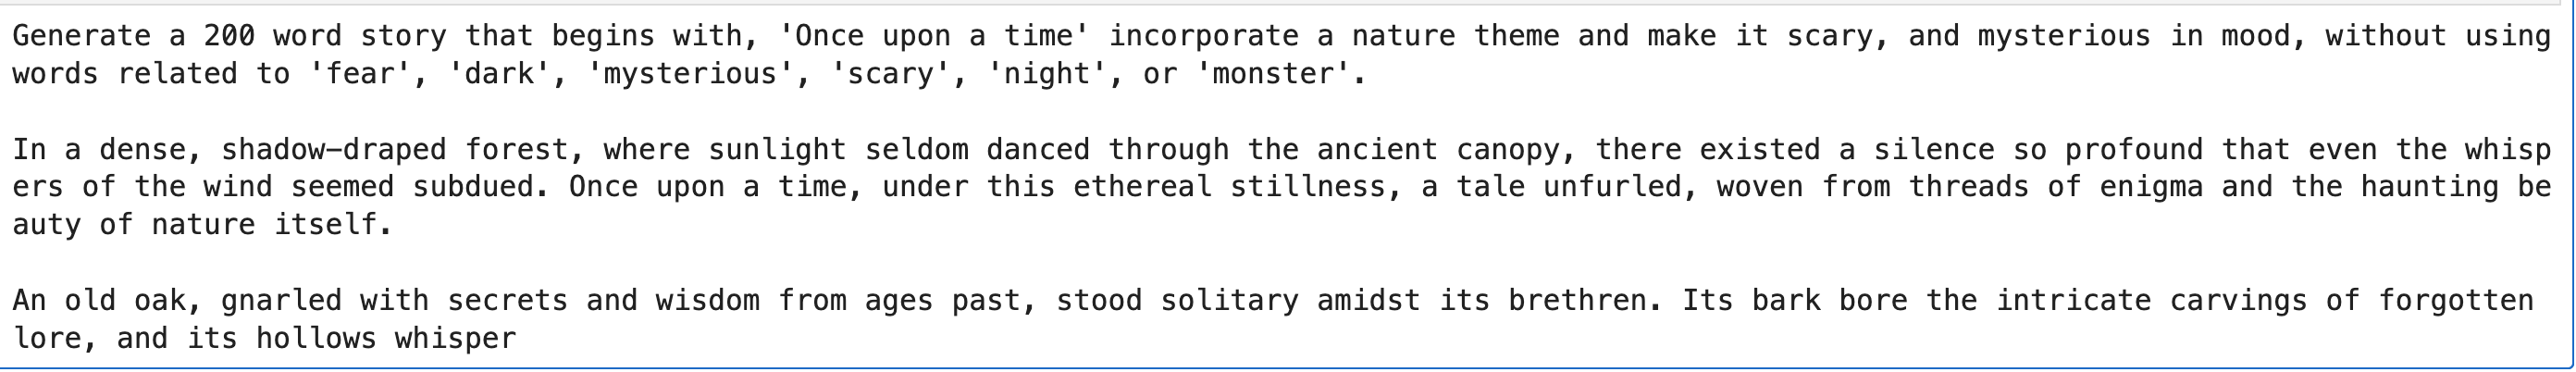 Generate a 200 word story that begins with, 'Once upon a time' incorporate a nature theme and make it scary, and mysterious in mood, without using
words related to 'fear', 'dark', 'mysterious', 'scary', 'night', or 'monster'.
In a dense, shadow-draped forest, where sunlight seldom danced through the ancient canopy, there existed a silence so profound that even the whisp
ers of the wind seemed subdued. Once upon a time, under this ethereal stillness, a tale unfurled, woven from threads of enigma and the haunting be
auty of nature itself.
An old oak, gnarled with secrets and wisdom from ages past, stood solitary amidst its brethren. Its bark bore the intricate carvings of forgotten
lore, and its hollows whisper